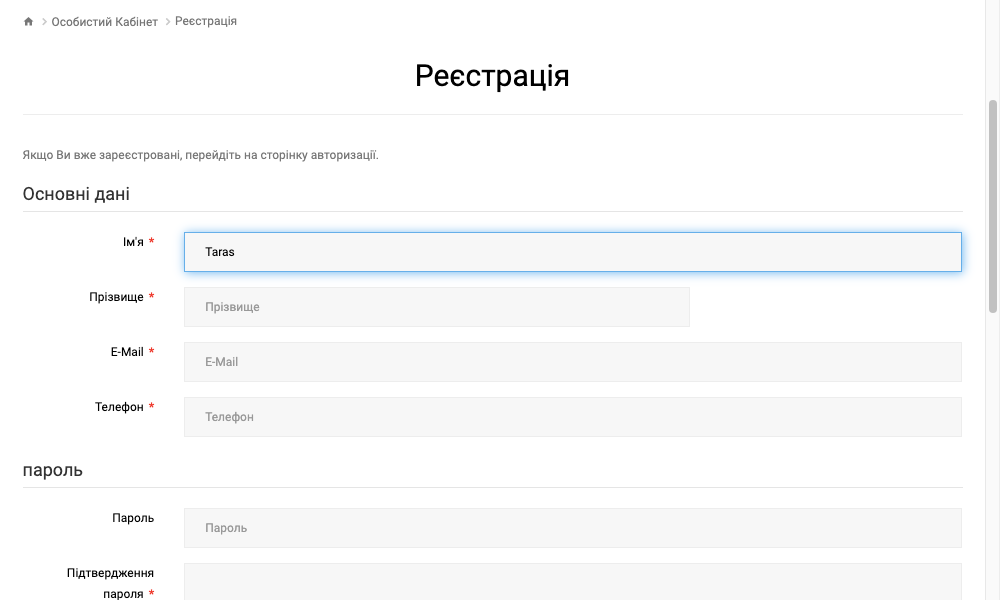 Особистий Кабінет Реєстрація
Реєстрація
Якщо Ви вже зареєстровані, перейдіть на сторінку авторизації.
Основні дані
Ім'я * Taras
Прізвище * Прізвище
E-Mail * E-Mail
Телефон * Телефон
пароль
Пароль Пароль
Підтвердження
пароля *